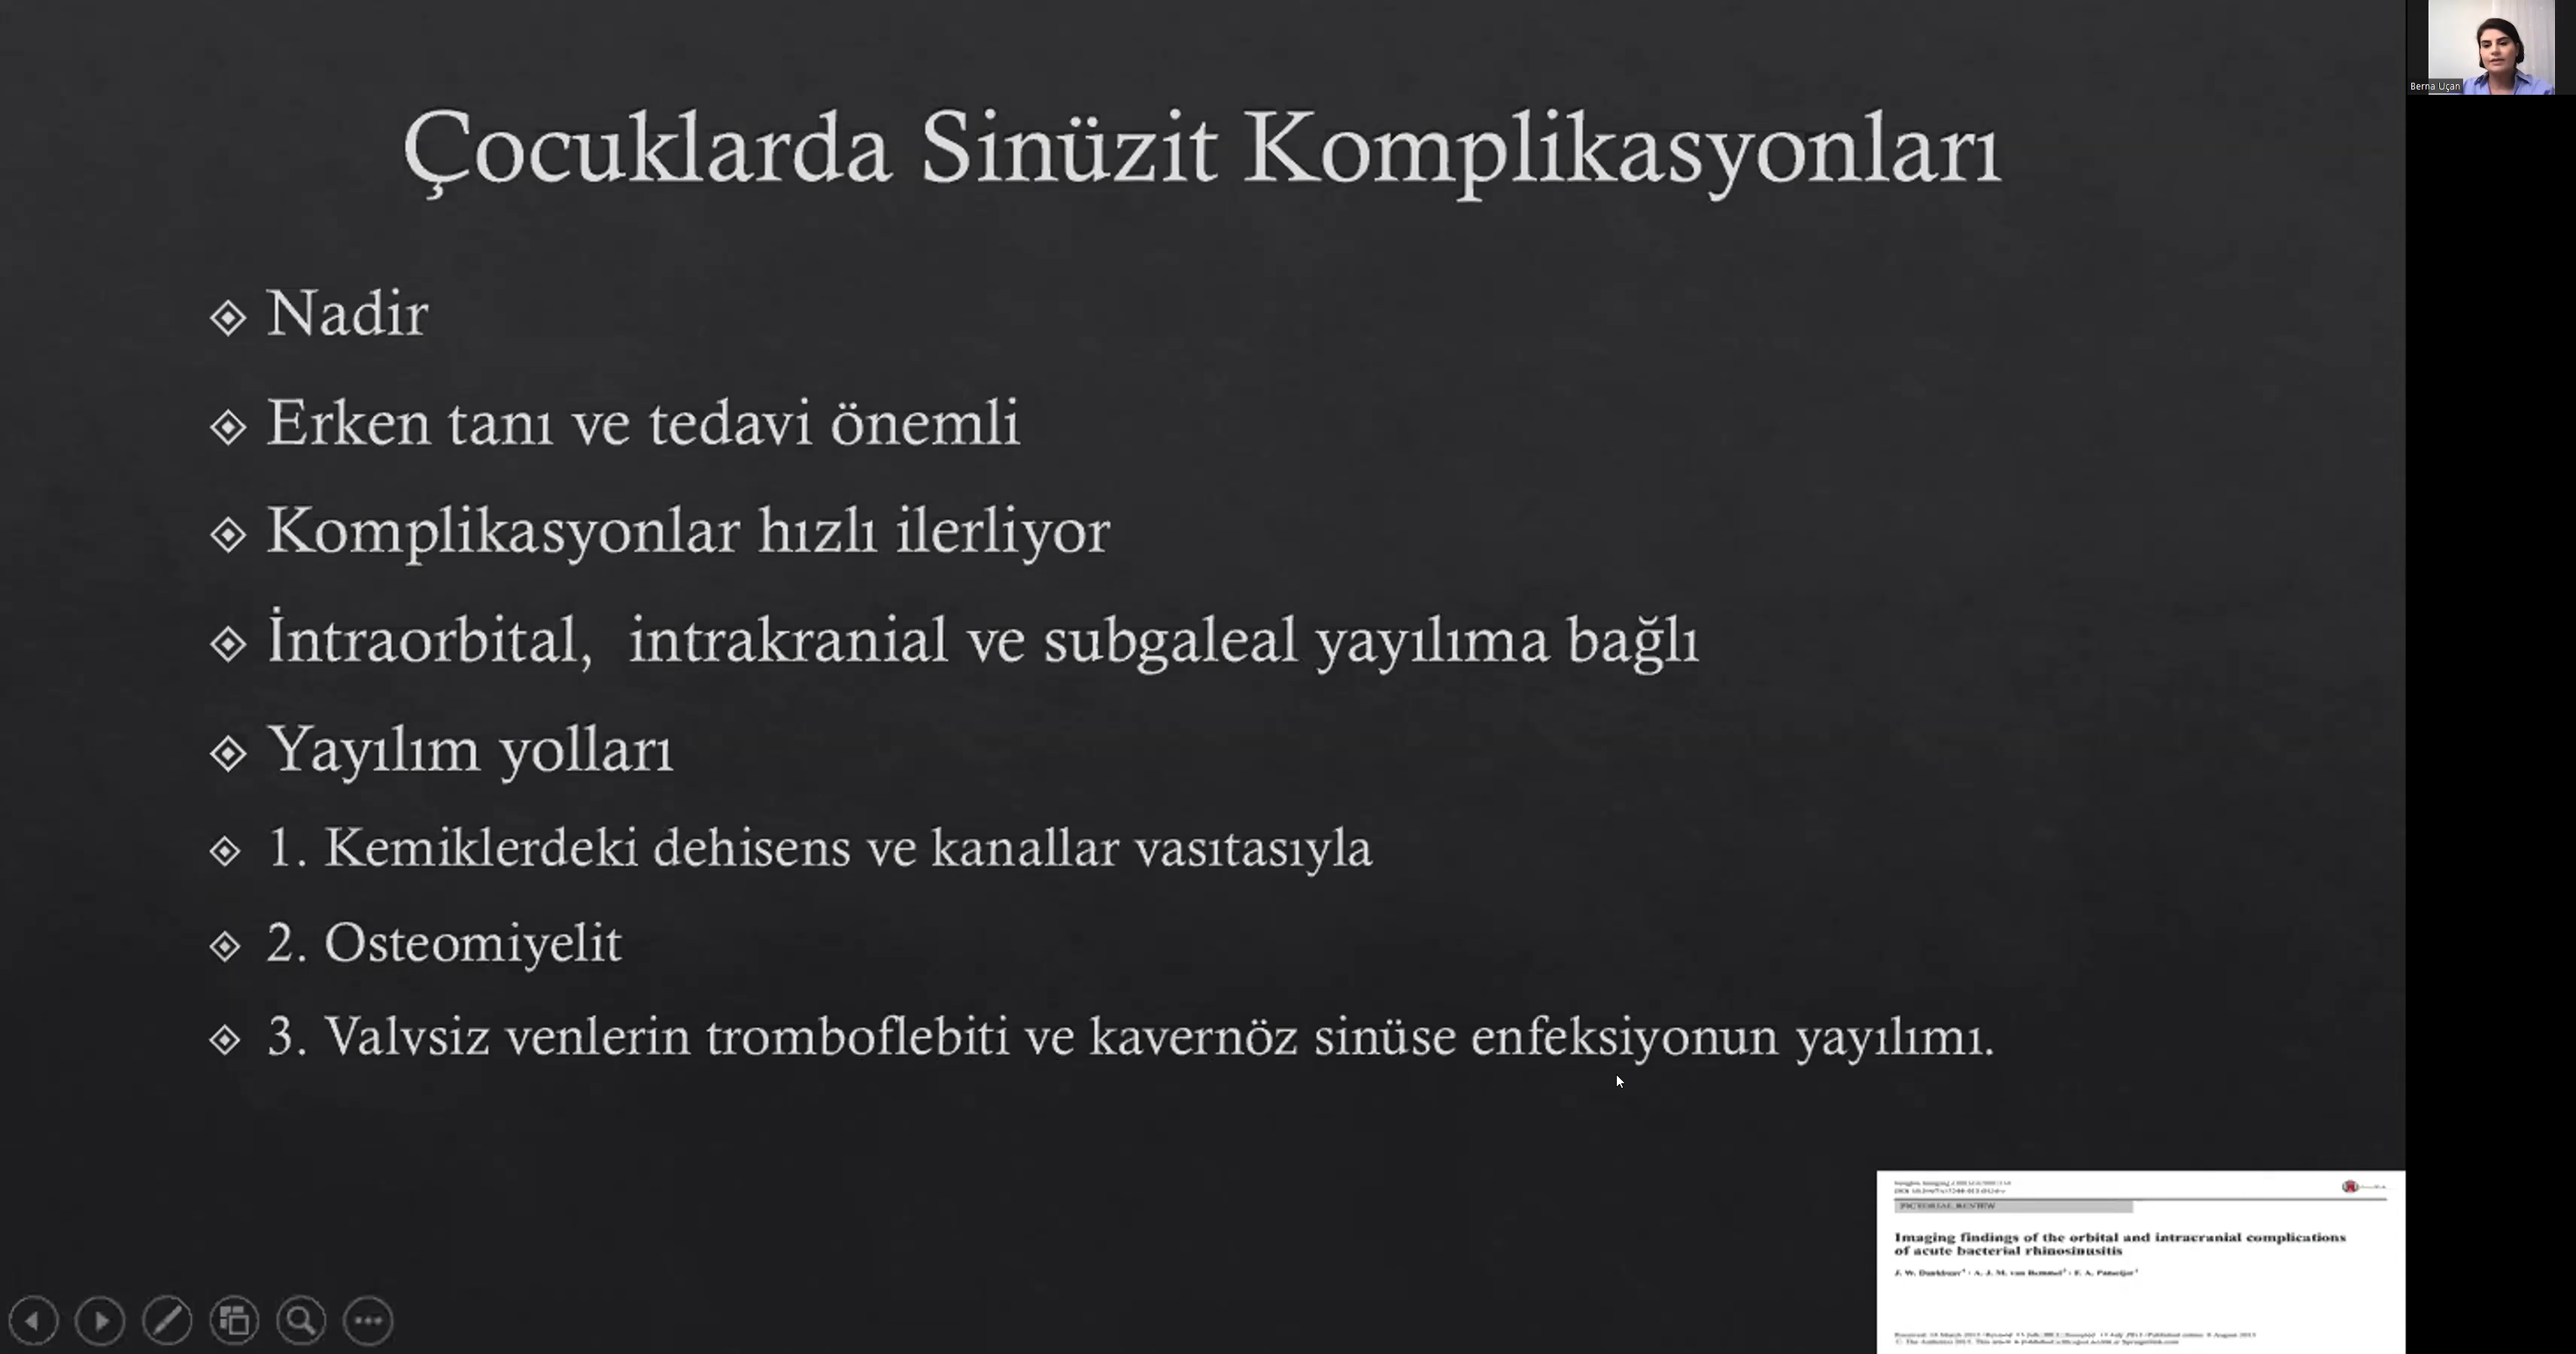 Çocuklarda Sinüzit Komplikasyonları
Nadir
Erken tanı ve tedavi önemli
Komplikasyonlar hızlı ilerliyor
İntraorbital, intrakranial ve subgaleal yayılıma bağlı
Yayılım yolları
1. Kemiklerdeki dehisens ve kanallar vasıtasıyla
2. Osteomiyelit
3. Valvsiz venlerin tromboflebiti ve kavernöz sinüse enfeksiyonun yayılımı.
Berna Uçan
PICTORIAL REVIEW
Imaging findings of the orbital and intracranial complications
of acute bacterial rhinosinusitis